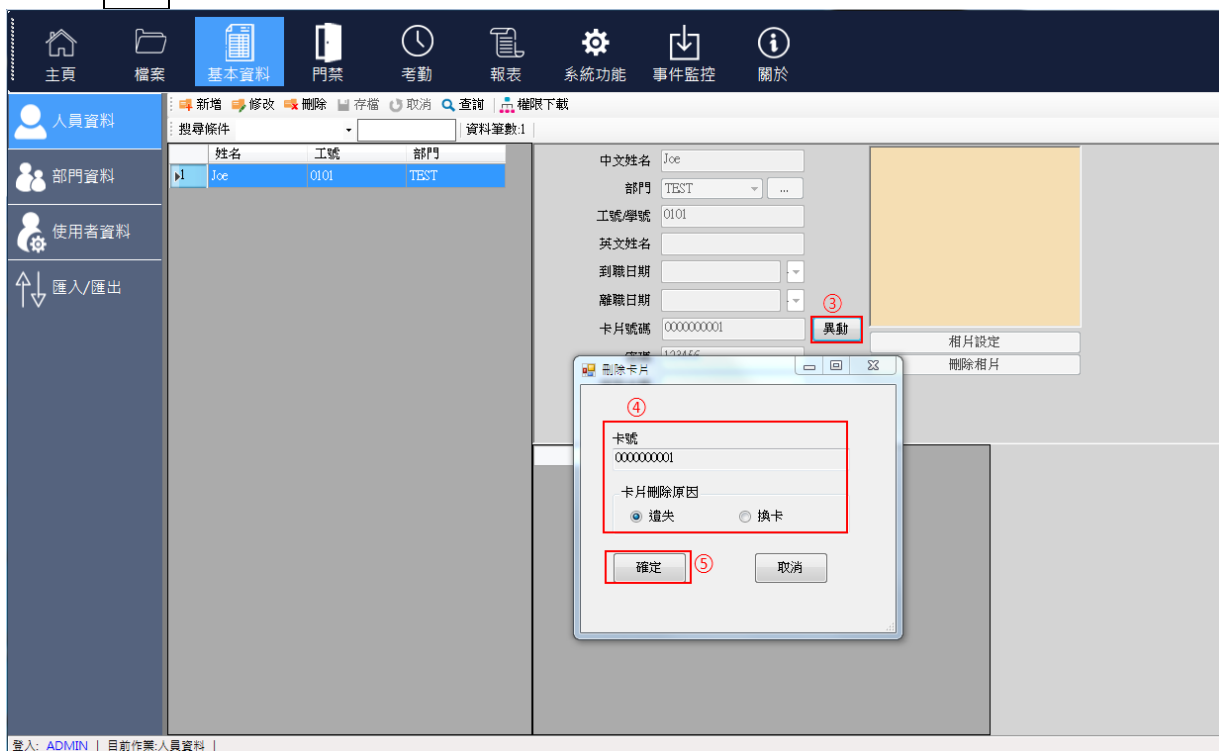 主頁 檔案 基本資料 門禁 考勤 報表 系統功能 事件監控 關於
人員資料
部門資料
使用者資料
匯入/匯出
新增 修改 刪除 存檔 取消 查詢 權限下載
搜尋條件 資料筆數:1
姓名 工號 部門
1 Joe 0101 TEST
中文姓名 Joe
部門 TEST ...
工號/學號 0101
英文姓名
到職日期
離職日期
③
卡片號碼 000000001 異動
相片設定
刪除相片
密碼 123456
刪除卡片
④
卡號
000000001
卡片刪除原因
遺失 換卡
確定 ⑤ 取消
登入: ADMIN | 目前作業:人員資料 |